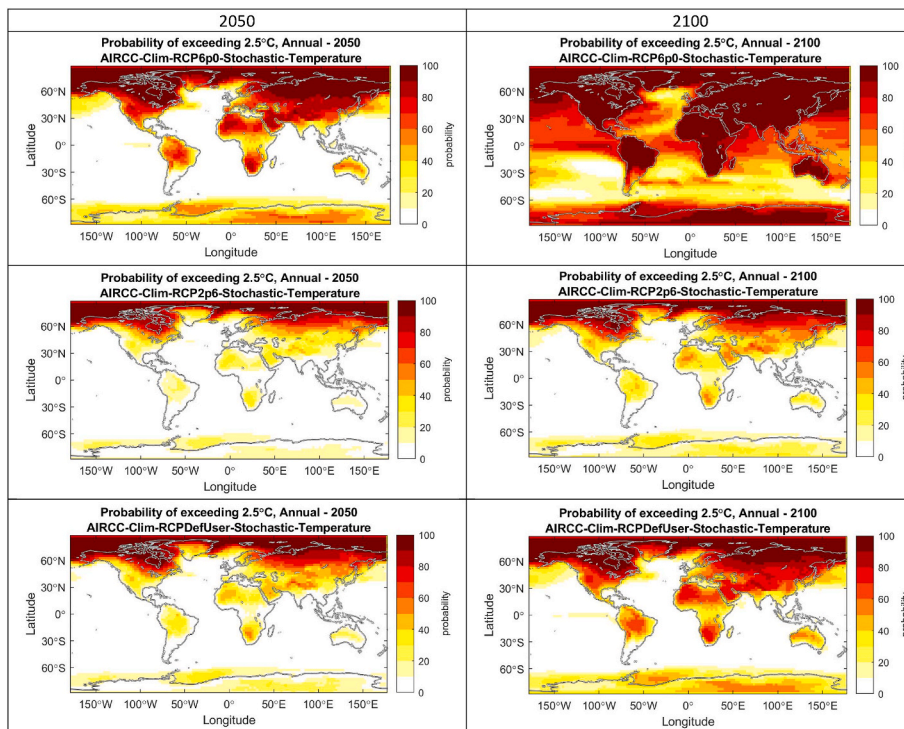 2050
2100
Probability of exceeding 2.5°C, Annual - 2050
AIRCC-Clim-RCP6p0-Stochastic-Temperature
60°N
30°N
0°
30°S
60°S
Latitude
150°W 100°W 50°W 0° 50°E 100°E 150°E
Longitude
100
80
60
40
20
0
probability
Probability of exceeding 2.5°C, Annual - 2100
AIRCC-Clim-RCP6p0-Stochastic-Temperature
60°N
30°N
0°
30°S
60°S
Latitude
150°W 100°W 50°W 0° 50°E 100°E 150°E
Longitude
100
80
60
40
20
0
probability
Probability of exceeding 2.5°C, Annual - 2050
AIRCC-Clim-RCP2p6-Stochastic-Temperature
60°N
30°N
0°
30°S
60°S
Latitude
150°W 100°W 50°W 0° 50°E 100°E 150°E
Longitude
100
80
60
40
20
0
probability
Probability of exceeding 2.5°C, Annual - 2100
AIRCC-Clim-RCP2p6-Stochastic-Temperature
60°N
30°N
0°
30°S
60°S
Latitude
150°W 100°W 50°W 0° 50°E 100°E 150°E
Longitude
100
80
60
40
20
0
probability
Probability of exceeding 2.5°C, Annual - 2050
AIRCC-Clim-RCPDefUser-Stochastic-Temperature
60°N
30°N
0°
30°S
60°S
Latitude
150°W 100°W 50°W 0° 50°E 100°E 150°E
Longitude
100
80
60
40
20
0
probability
Probability of exceeding 2.5°C, Annual - 2100
AIRCC-Clim-RCPDefUser-Stochastic-Temperature
60°N
30°N
0°
30°S
60°S
Latitude
150°W 100°W 50°W 0° 50°E 100°E 150°E
Longitude
100
80
60
40
20
0
probability